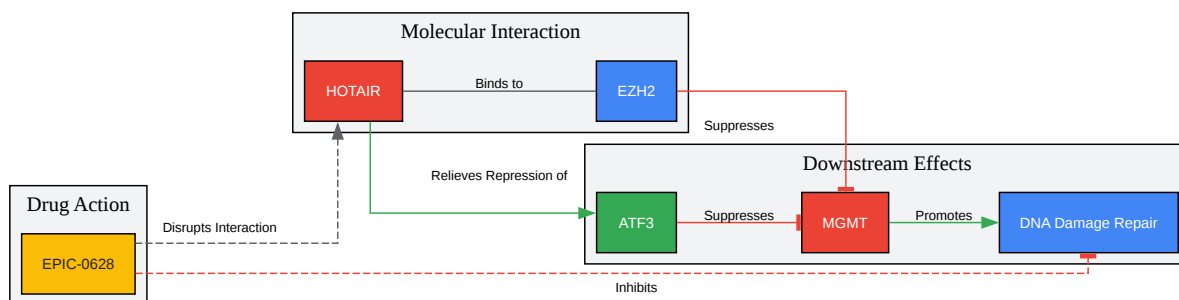 Molecular Interaction
HOTAIR
Binds to
EZH2
Suppresses
Downstream Effects
Relieves Repression of
ATF3
Suppresses
MGMT
Promotes
DNA Damage Repair
Drug Action
Disrupts Interaction
EPIC-0628
Inhibits